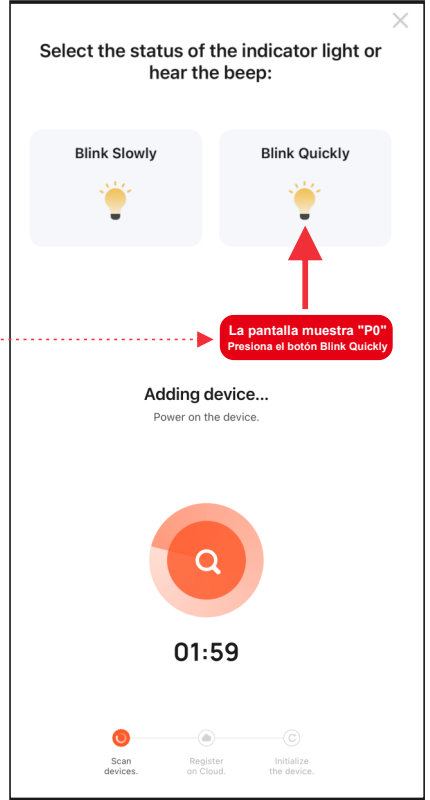 Select the status of the indicator light or
hear the beep:
Blink Slowly
Blink Quickly
La pantalla muestra "P0"
Presiona el botón Blink Quickly
Adding device...
Power on the device.
01:59
Scan
devices.
Register
on Cloud.
Initialize
the device.